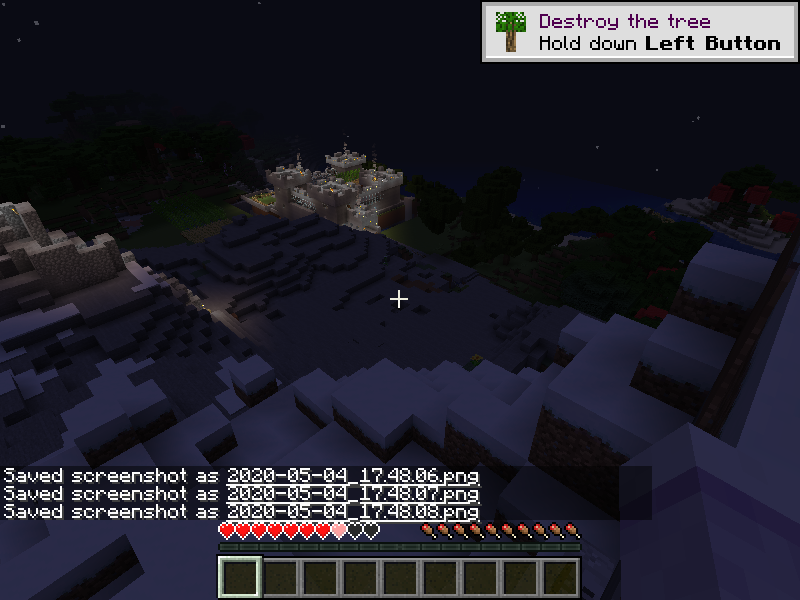 Destroy the tree
Hold down Left Button
Saved screenshot as 2020-05-04_17.48.06.png
Saved screenshot as 2020-05-04_17.48.07.png
Saved screenshot as 2020-05-04_17.48.08.png